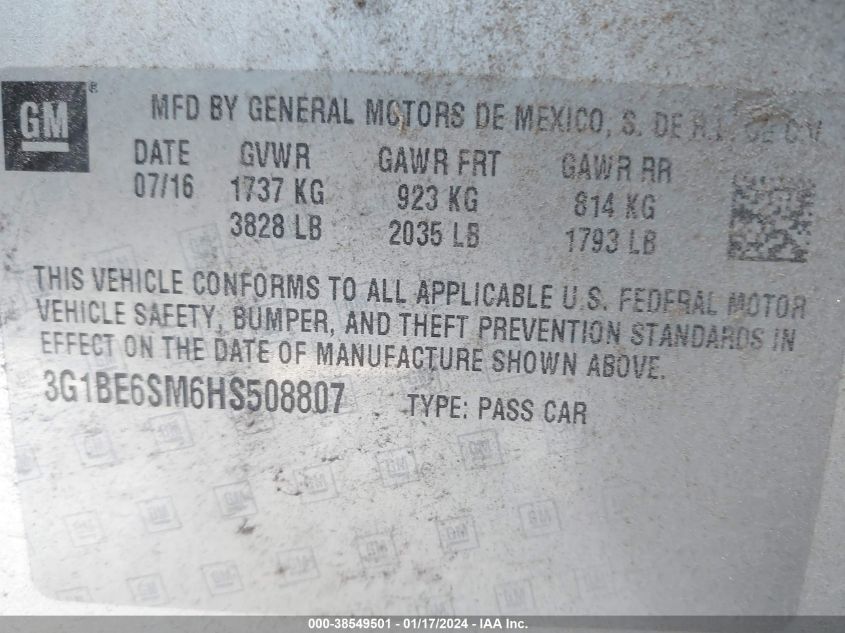 GM ®
MFD BY GENERAL MOTORS DE MEXICO, S. DE R.L. DE C.V
DATE GVWR GAWR FRT GAWR RR
07/16 1737 KG 923 KG 814 KG
3828 LB 2035 LB 1793 LB
THIS VEHICLE CONFORMS TO ALL APPLICABLE U.S. FEDERAL MOTOR
VEHICLE SAFETY, BUMPER, AND THEFT PREVENTION STANDARDS IN
EFFECT ON THE DATE OF MANUFACTURE SHOWN ABOVE.
3G1BE6SM6HS508807 TYPE: PASS CAR
000-38549501 - 01/17/2024 - IAA Inc.